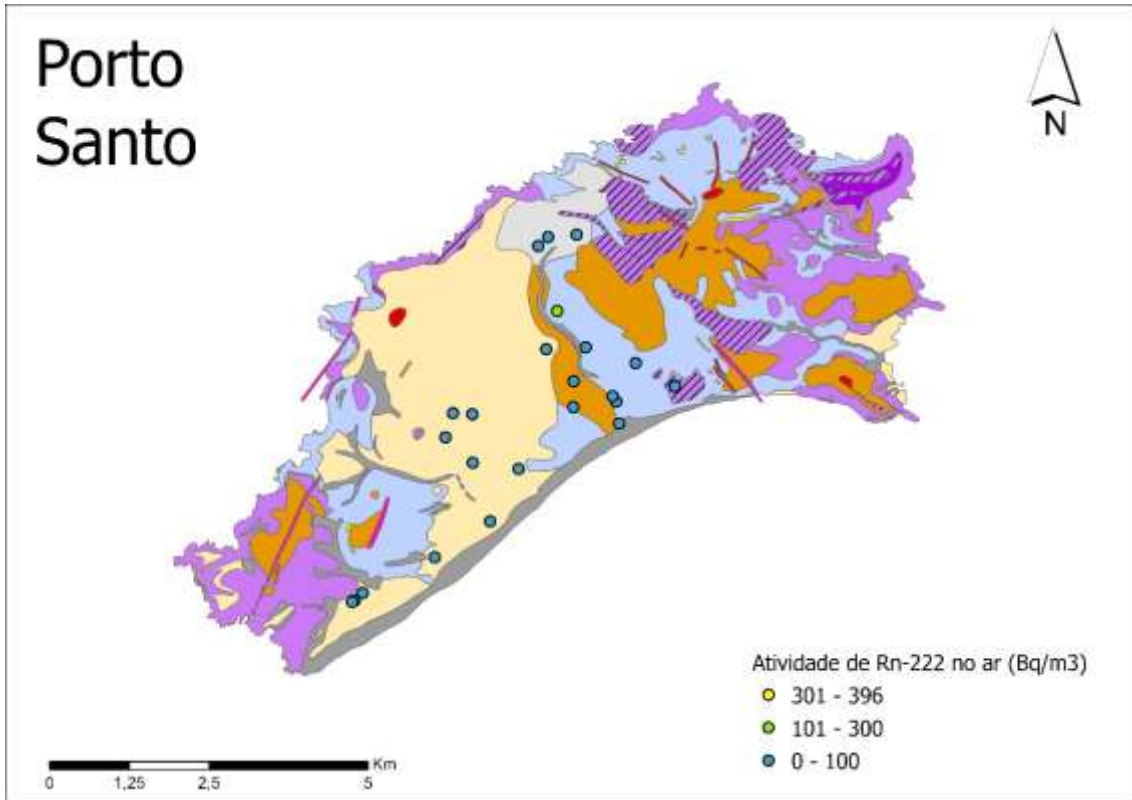 Porto
Santo
N
Atividade de Rn-222 no ar (Bq/m3)
301 - 396
101 - 300
0 - 100
Km
0 1,25 2,5 5